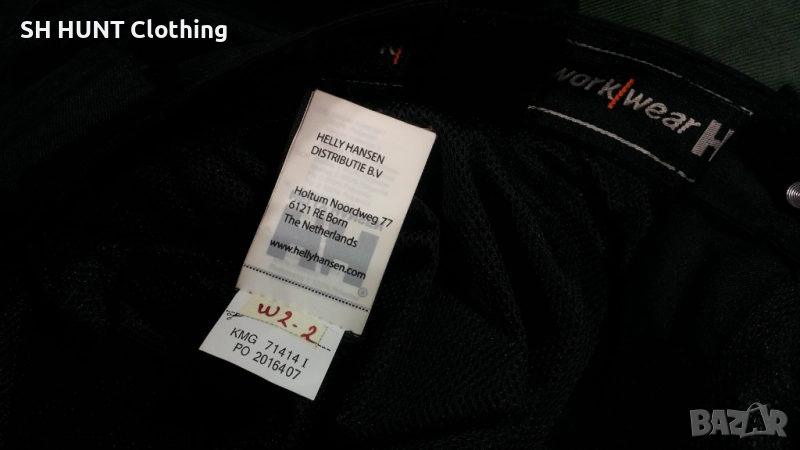 SH HUNT Clothing
work/wear H
HELLY HANSEN
DISTRIBUTIE B.V
Holtum Noordweg 77
6121 RE Born
The Netherlands
www.hellyhansen.com
W2-2
KMG 71414 I
PO 2016407
BAZAR